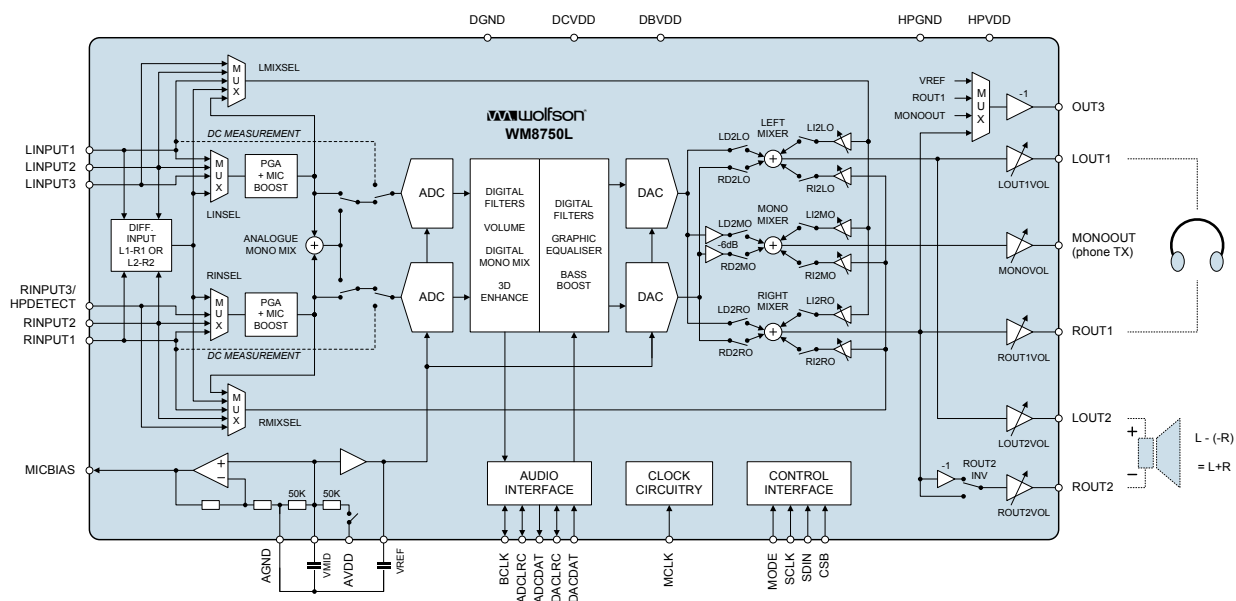 DGND
DCVDD
DBVDD
HPGND
HPVDD
MUX
LMIXSEL
wolfson
WM8750L
DC MEASUREMENT
VREF
ROUT1
MONOOUT
MUX
-1
OUT3
LINPUT1
LINPUT2
LINPUT3
MUX
LINSEL
PGA
+ MIC
BOOST
ADC
DIGITAL
FILTERS
VOLUME
DIGITAL
MONO MIX
3D
ENHANCE
DIGITAL
FILTERS
GRAPHIC
EQUALISER
BASS
BOOST
DAC
LD2LO
RD2LO
LEFT
MIXER
LI2LO
RI2LO
LOUT1VOL
LOUT1
DIFF.
INPUT
L1-R1 OR
L2-R2
ANALOGUE
MONO MIX
LD2MO
-6dB
RD2MO
MONO
MIXER
LI2MO
RI2MO
MONOVOL
MONOOUT
(phone TX)
RINPUT3/
HPDETECT
RINPUT2
RINPUT1
RINSEL
MUX
PGA
+ MIC
BOOST
DC MEASUREMENT
ADC
DAC
LD2RO
RD2RO
RIGHT
MIXER
LI2RO
RI2RO
ROUT1VOL
ROUT1
MUX
RMIXSEL
LOUT2VOL
LOUT2
+
L - (-R)
= L+R
MICBIAS
+
−
50K
50K
AUDIO
INTERFACE
CLOCK
CIRCUITRY
CONTROL
INTERFACE
-1
ROUT2
INV
ROUT2VOL
ROUT2
−
AGND
VMID
AVDD
VREF
BCLK
ADCLRC
ADCDAT
DACLRC
DACDAT
MCLK
MODE
SCLK
SDIN
CSB